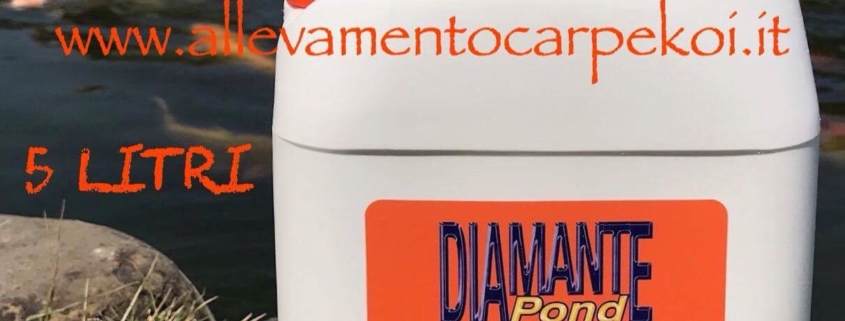 www.allevamentocarpekoi.it
5 LITRI
DIAMANTE
Pond